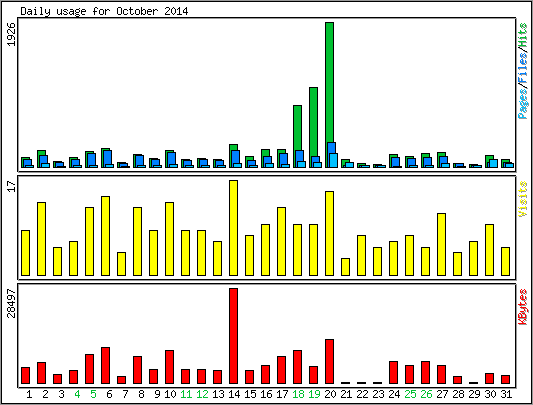 Daily usage for October 2014
1926
Pages/Files/Hits
17
Visits
28497
KBytes
1 2 3 4 5 6 7 8 9 10 11 12 13 14 15 16 17 18 19 20 21 22 23 24 25 26 27 28 29 30 31